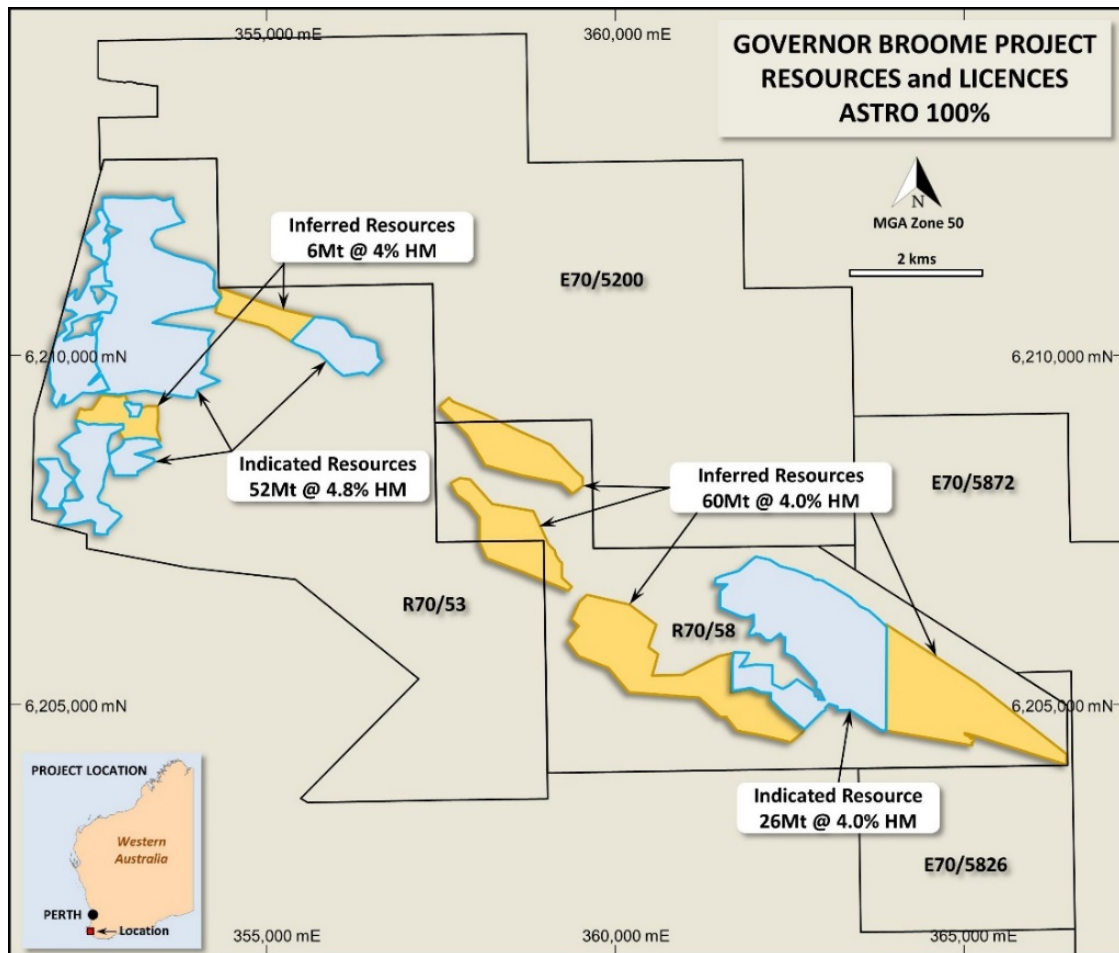 355,000 mE
360,000 mE
GOVERNOR BROOME PROJECT
RESOURCES and LICENCES
ASTRO 100%
N
MGA Zone 50
2 kms
Inferred Resources
6Mt @ 4% HM
E70/5200
6,210,000 mN
6,210,000 mN
Indicated Resources
52Mt @ 4.8% HM
Inferred Resources
60Mt @ 4.0% HM
E70/5872
R70/53
R70/58
6,205,000 mN
6,205,000 mN
PROJECT LOCATION
Western
Australia
PERTH
Location
Indicated Resource
26Mt @ 4.0% HM
E70/5826
355,000 mE
360,000 mE
365,000 mE